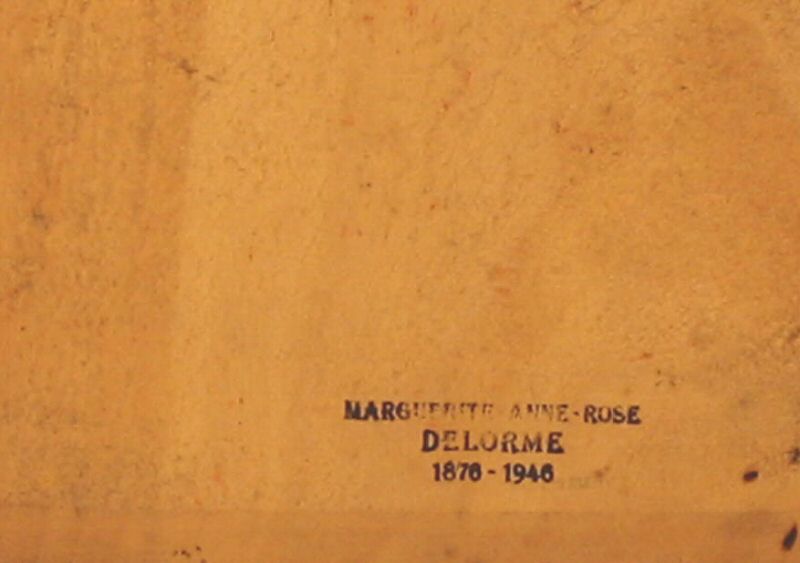 MARGUERITE ANNE-ROSE
DELORME
1876 - 1946